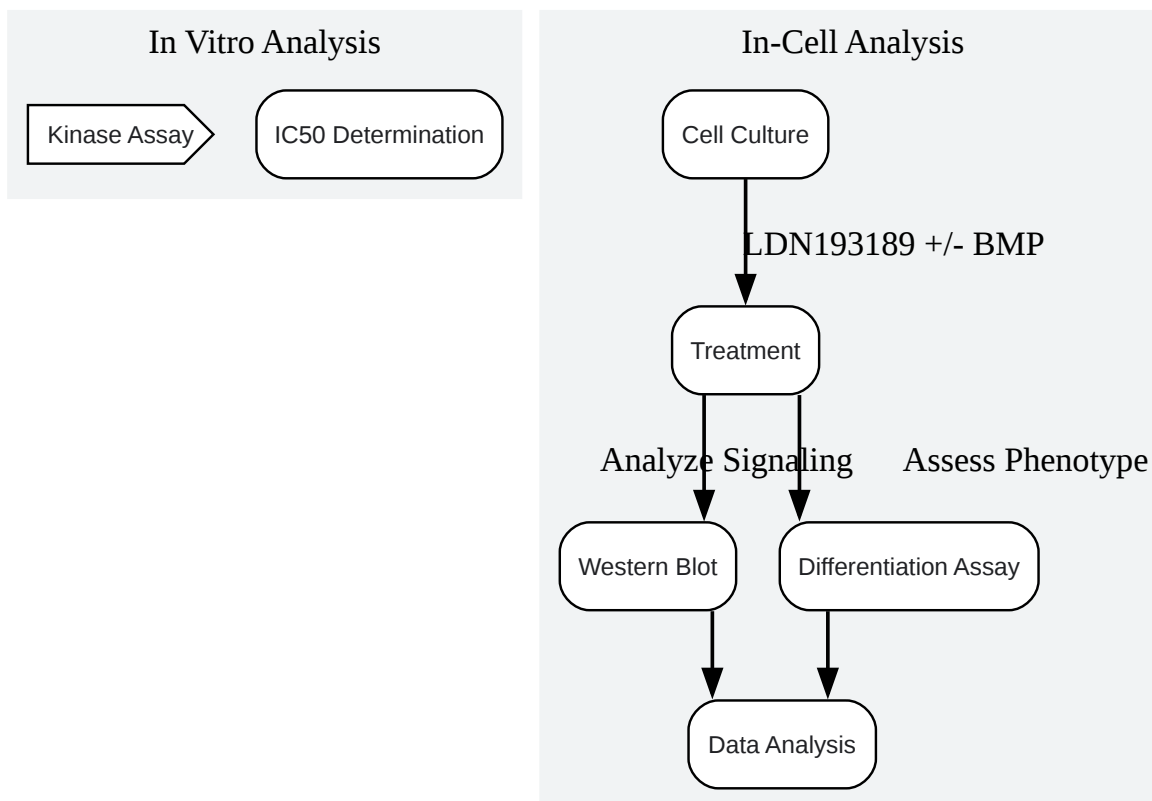 In Vitro Analysis
Kinase Assay
IC50 Determination
In-Cell Analysis
Cell Culture
LDN193189 +/- BMP
Treatment
Analyze Signaling
Assess Phenotype
Western Blot
Differentiation Assay
Data Analysis